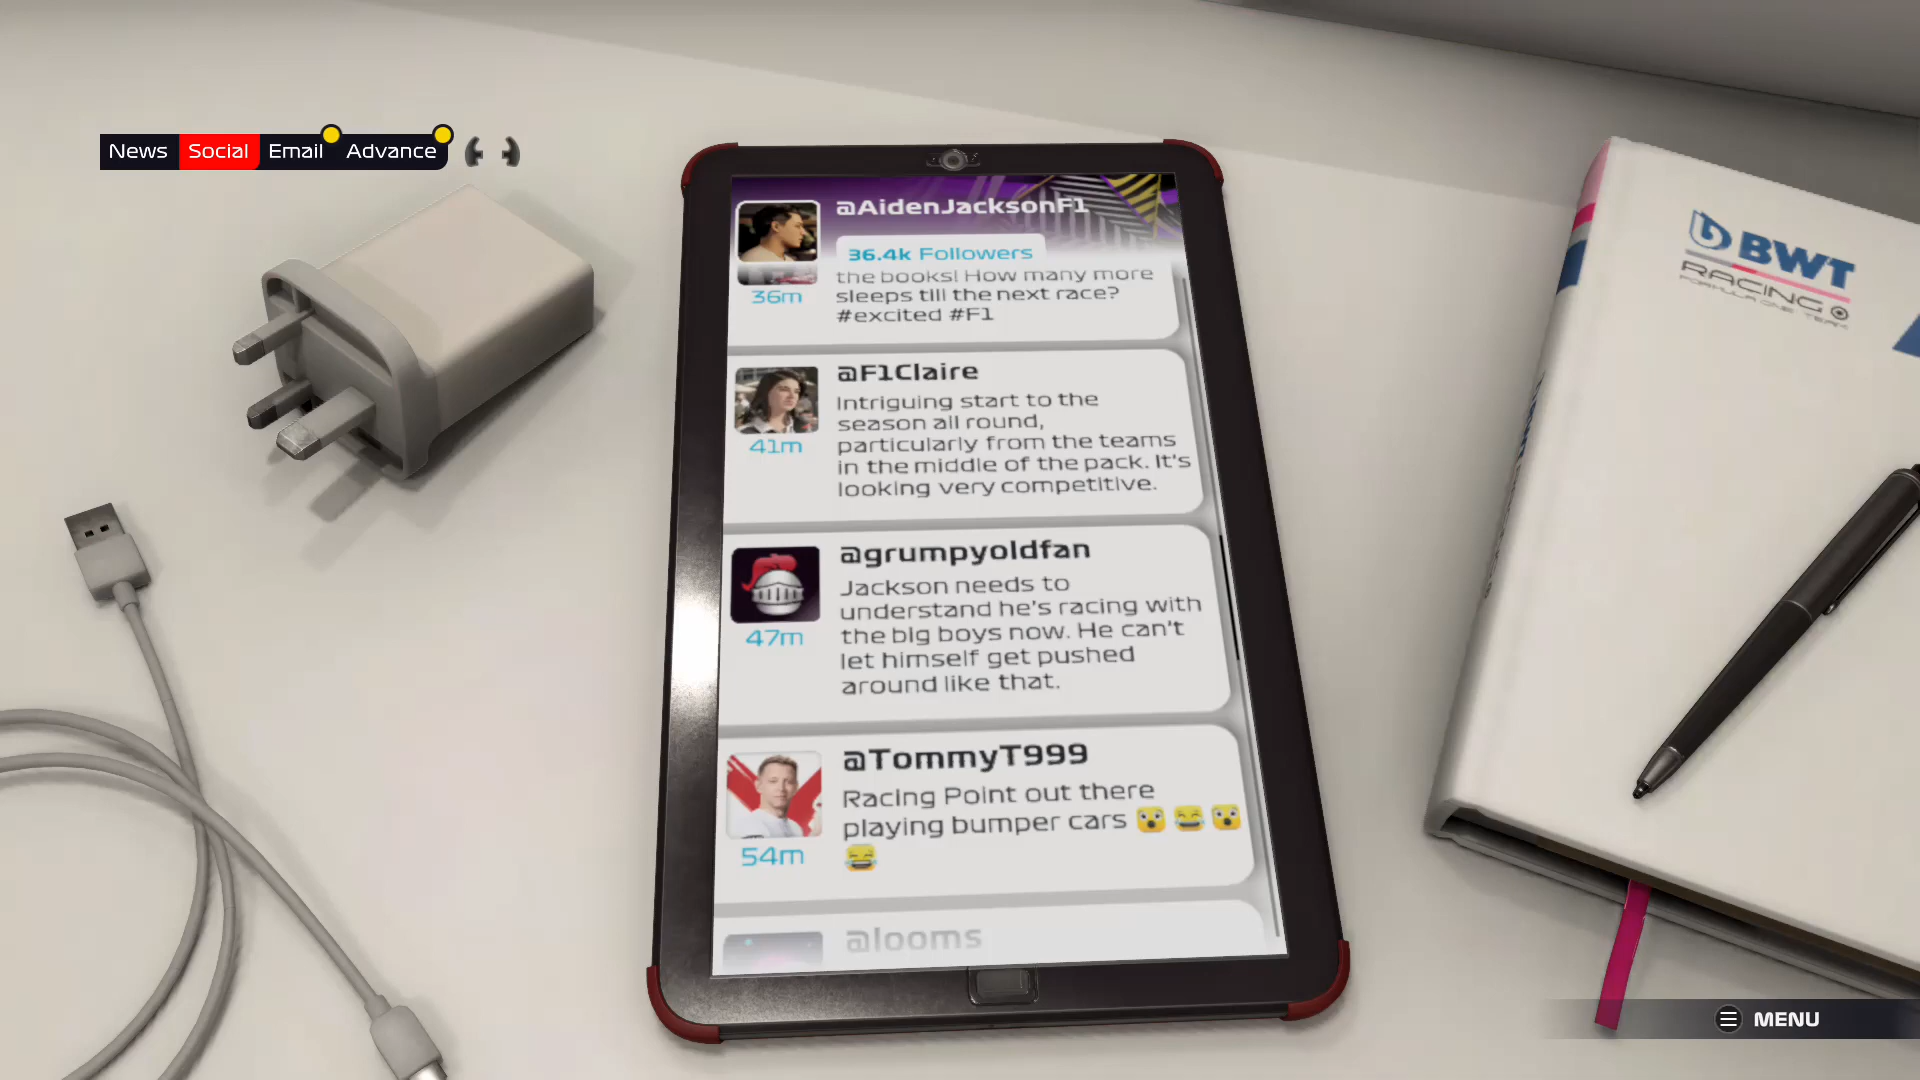 News Social Email Advance
@AidenJacksonF1
36.4k Followers
the books! How many more
sleeps till the next race?
#excited #F1
36m
@F1Claire
Intriguing start to the
season all round,
particularly from the teams
in the middle of the pack. It's
looking very competitive.
41m
@grumpyoldfan
Jackson needs to
understand he's racing with
the big boys now. He can't
let himself get pushed
around like that.
47m
@TommyT999
Racing Point out there
playing bumper cars 😲 😂 😲
😂
54m
@looms
BWT
RACING
FORMULA ONE TEAM
MENU